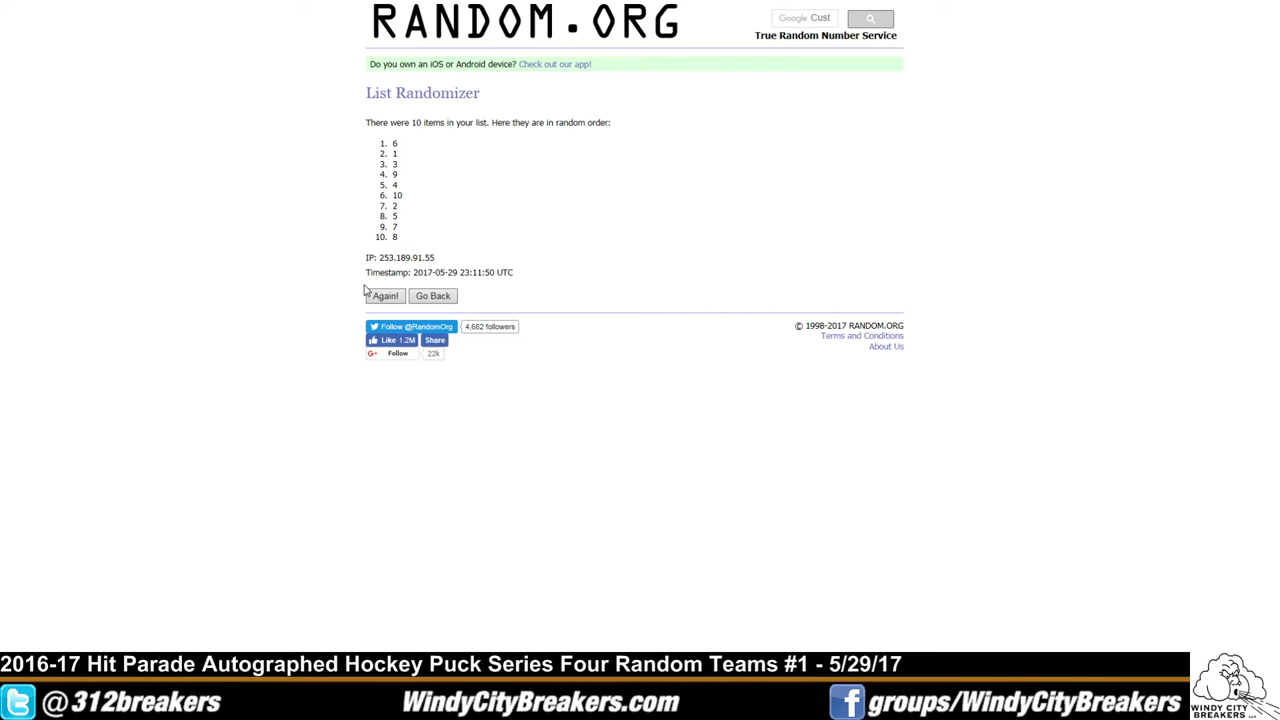 RANDOM.ORG
Google Cust
True Random Number Service
Do you own an iOS or Android device? Check out our app!
List Randomizer
There were 10 items in your list. Here they are in random order:
1. 6
2. 1
3. 3
4. 9
5. 4
6. 10
7. 2
8. 5
9. 7
10. 8
IP: 253.189.91.55
Timestamp: 2017-05-29 23:11:50 UTC
Again! Go Back
Follow @RandomOrg 4,682 followers
Like 1.2M Share
G+ Follow 22k
© 1998-2017 RANDOM.ORG
Terms and Conditions
About Us
2016-17 Hit Parade Autographed Hockey Puck Series Four Random Teams #1 - 5/29/17
@312breakers WindyCityBreakers.com groups/WindyCityBreakers
WINDY CITY
BREAKERS LLC